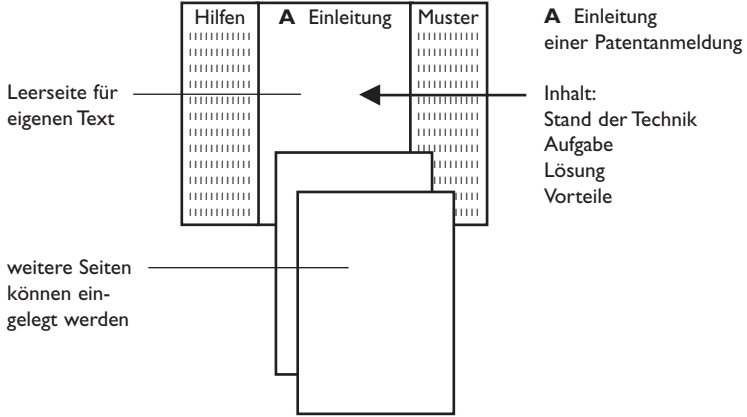 Hilfen
A Einleitung
Muster
Leerseite für
eigenen Text
weitere Seiten
können ein-
gelegt werden
A Einleitung
einer Patentanmeldung
Inhalt:
Stand der Technik
Aufgabe
Lösung
Vorteile